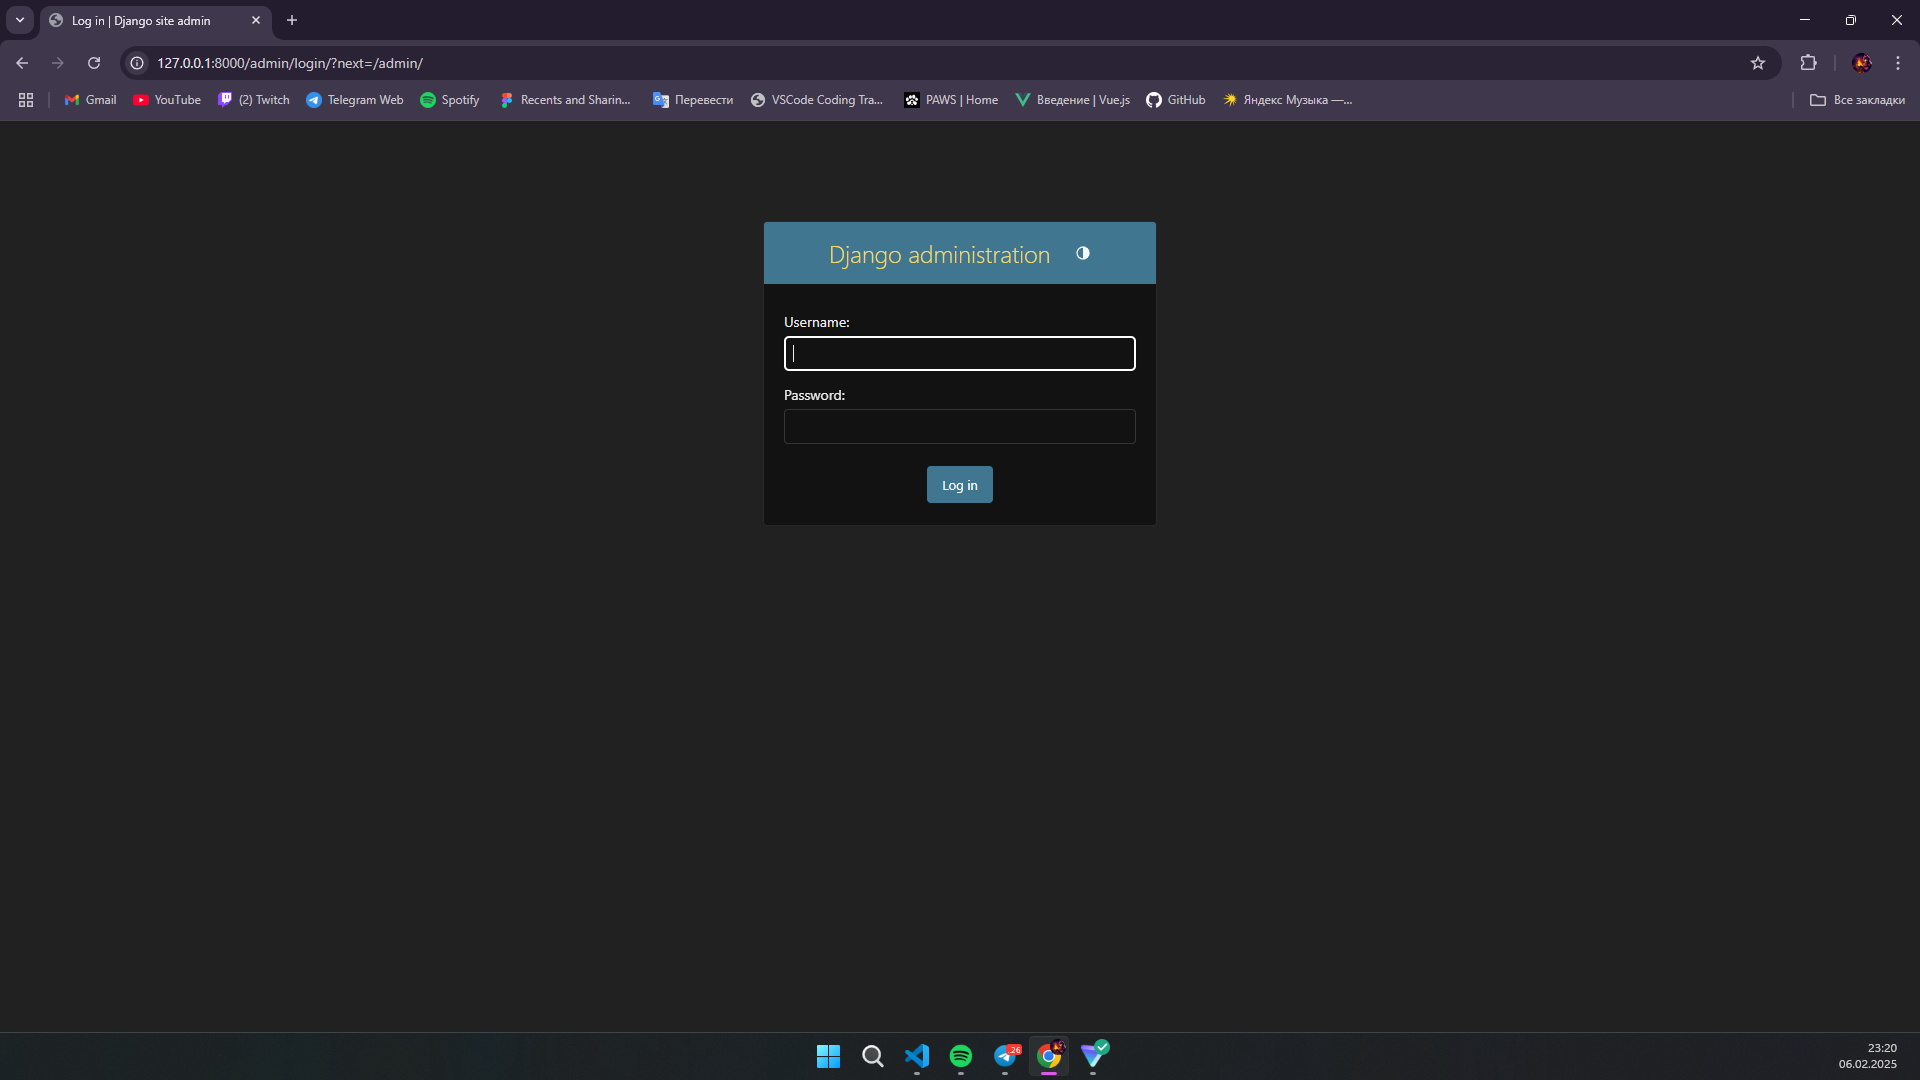 Log in | Django site admin
127.0.0.1:8000/admin/login/?next=/admin/
Gmail
YouTube
(2) Twitch
Telegram Web
Spotify
Recents and Sharin...
Перевести
VSCode Coding Tra...
PAWS | Home
Введение | Vue.js
GitHub
Яндекс Музыка —...
Все закладки
Django administration
Username:
Password:
Log in
26
23:20
06.02.2025